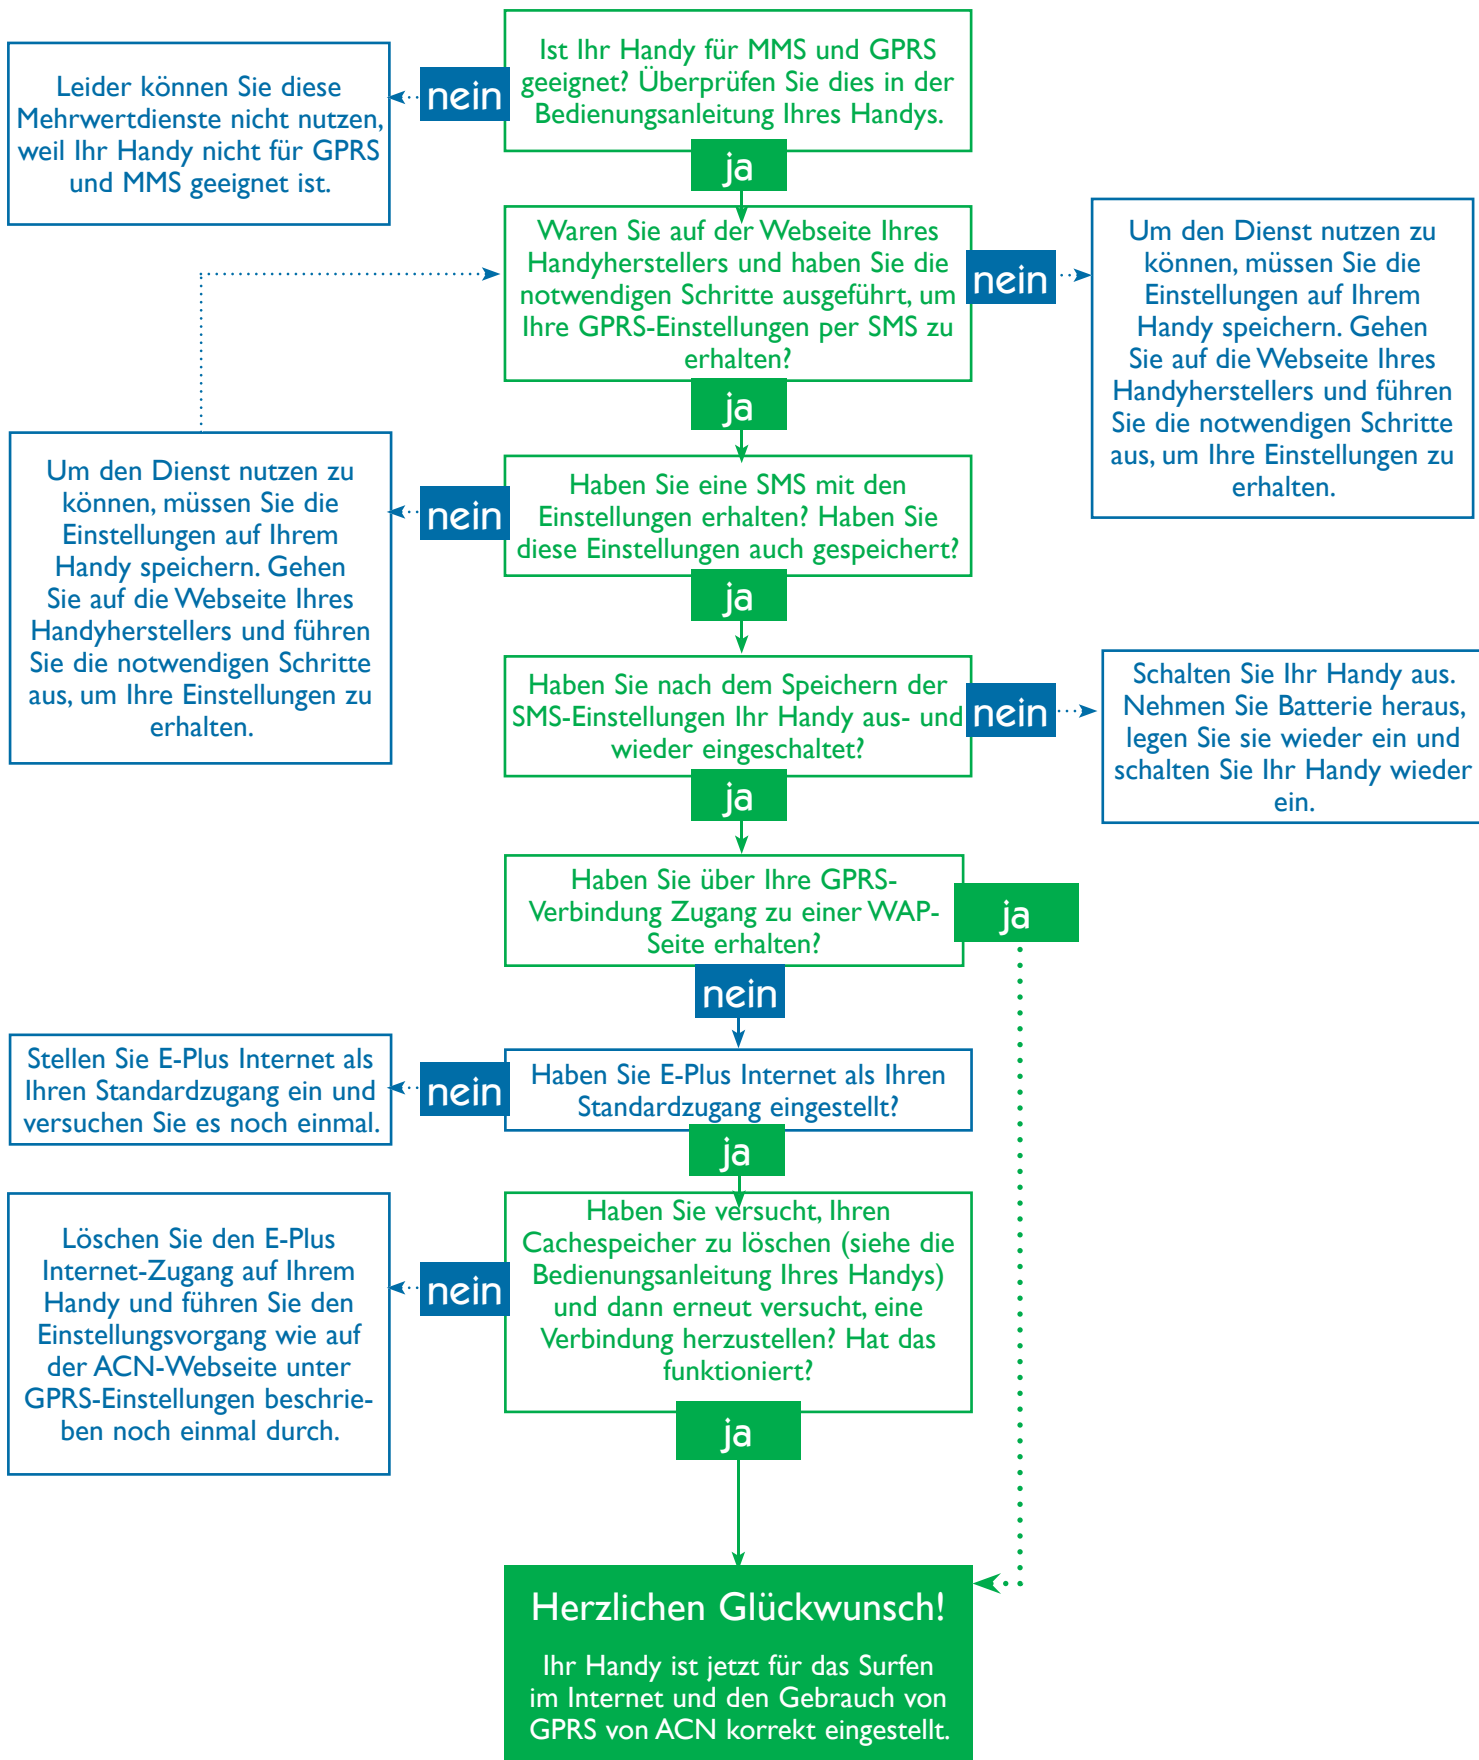 Ist Ihr Handy für MMS und GPRS
geeignet? Überprüfen Sie dies in der
Bedienungsanleitung Ihres Handys.
nein
Leider können Sie diese
Mehrwertdienste nicht nutzen,
weil Ihr Handy nicht für GPRS
und MMS geeignet ist.
ja
Waren Sie auf der Webseite Ihres
Handyherstellers und haben Sie die
notwendigen Schritte ausgeführt, um
Ihre GPRS-Einstellungen per SMS zu
erhalten?
nein
Um den Dienst nutzen zu
können, müssen Sie die
Einstellungen auf Ihrem
Handy speichern. Gehen
Sie auf die Webseite Ihres
Handyherstellers und führen
Sie die notwendigen Schritte
aus, um Ihre Einstellungen zu
erhalten.
ja
Haben Sie eine SMS mit den
Einstellungen erhalten? Haben Sie
diese Einstellungen auch gespeichert?
nein
Um den Dienst nutzen zu
können, müssen Sie die
Einstellungen auf Ihrem
Handy speichern. Gehen
Sie auf die Webseite Ihres
Handyherstellers und führen
Sie die notwendigen Schritte
aus, um Ihre Einstellungen zu
erhalten.
ja
Haben Sie nach dem Speichern der
SMS-Einstellungen Ihr Handy aus- und
wieder eingeschaltet?
nein
Schalten Sie Ihr Handy aus.
Nehmen Sie Batterie heraus,
legen Sie sie wieder ein und
schalten Sie Ihr Handy wieder
ein.
ja
Haben Sie über Ihre GPRS-
Verbindung Zugang zu einer WAP-
Seite erhalten?
ja
nein
Haben Sie E-Plus Internet als Ihren
Standardzugang eingestellt?
nein
Stellen Sie E-Plus Internet als
Ihren Standardzugang ein und
versuchen Sie es noch einmal.
ja
Haben Sie versucht, Ihren
Cachespeicher zu löschen (siehe die
Bedienungsanleitung Ihres Handys)
und dann erneut versucht, eine
Verbindung herzustellen? Hat das
funktioniert?
nein
Löschen Sie den E-Plus
Internet-Zugang auf Ihrem
Handy und führen Sie den
Einstellungsvorgang wie auf
der ACN-Webseite unter
GPRS-Einstellungen beschrie-
ben noch einmal durch.
ja
Herzlichen Glückwunsch!
Ihr Handy ist jetzt für das Surfen
im Internet und den Gebrauch von
GPRS von ACN korrekt eingestellt.